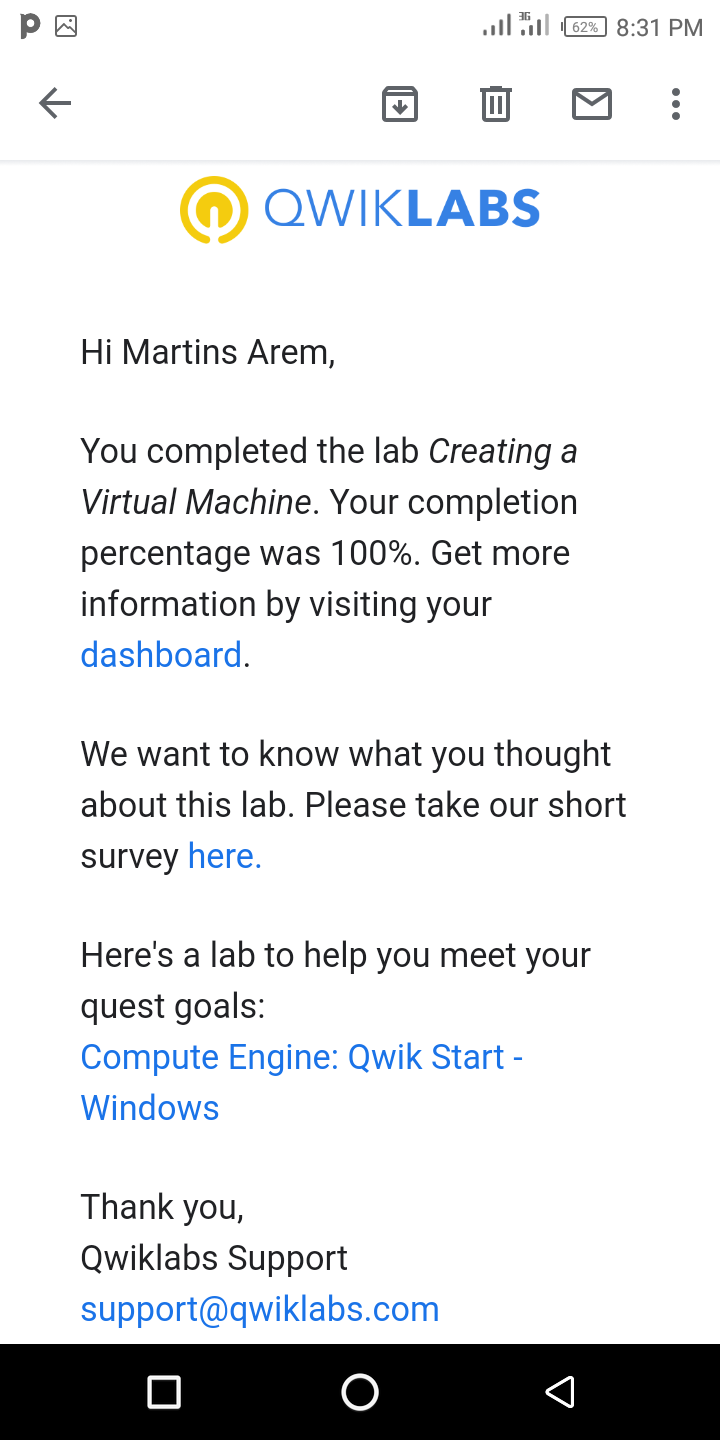 3G 62% 8:31 PM
QWIKLABS
Hi Martins Arem,
You completed the lab Creating a
Virtual Machine. Your completion
percentage was 100%. Get more
information by visiting your
dashboard.
We want to know what you thought
about this lab. Please take our short
survey here.
Here's a lab to help you meet your
quest goals:
Compute Engine: Qwik Start -
Windows
Thank you,
Qwiklabs Support
support@qwiklabs.com